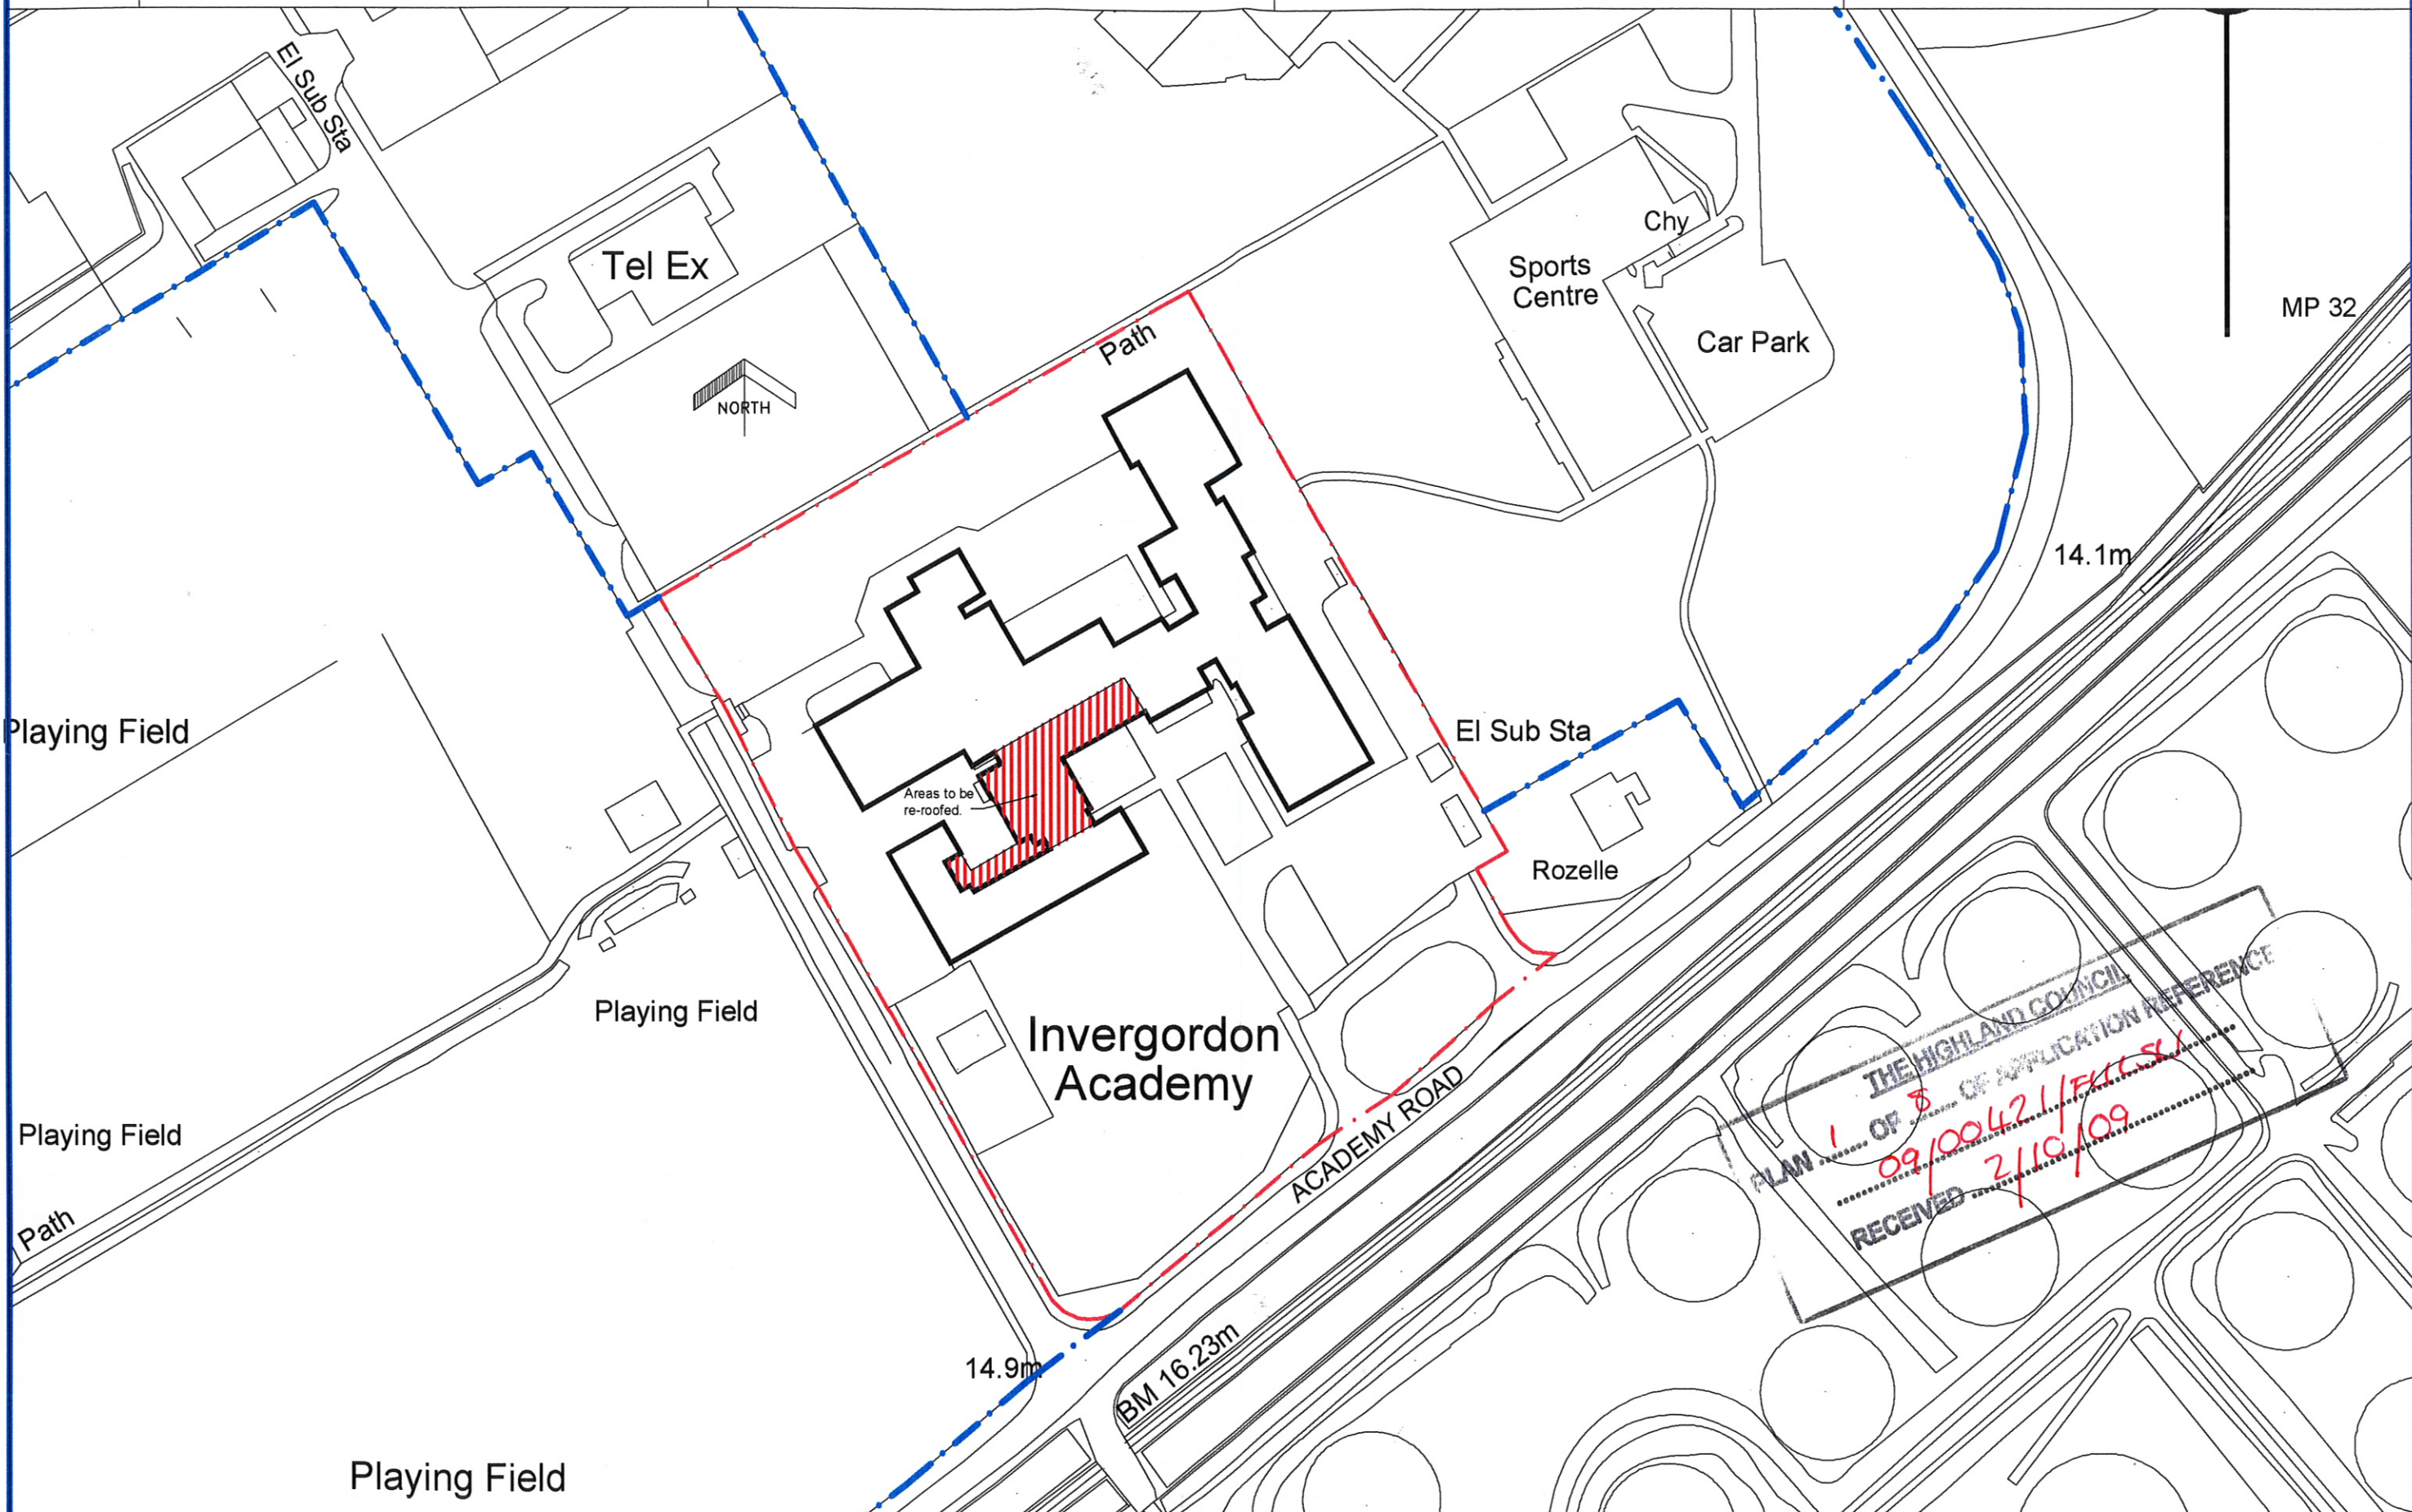 El Sub Sta
Tel Ex
NORTH
Path
Chy
Sports
Centre
Car Park
MP 32
14.1m
Playing Field
El Sub Sta
Areas to be
re-roofed.
Rozelle
Playing Field
Invergordon
Academy
ACADEMY ROAD
Playing Field
Path
14.9m
BM 16.23m
Playing Field
THE HIGHLAND COUNCIL
PLAN 1 OF 8 OF APPLICATION REFERENCE
09/00421/FULSU
RECEIVED 2/10/09